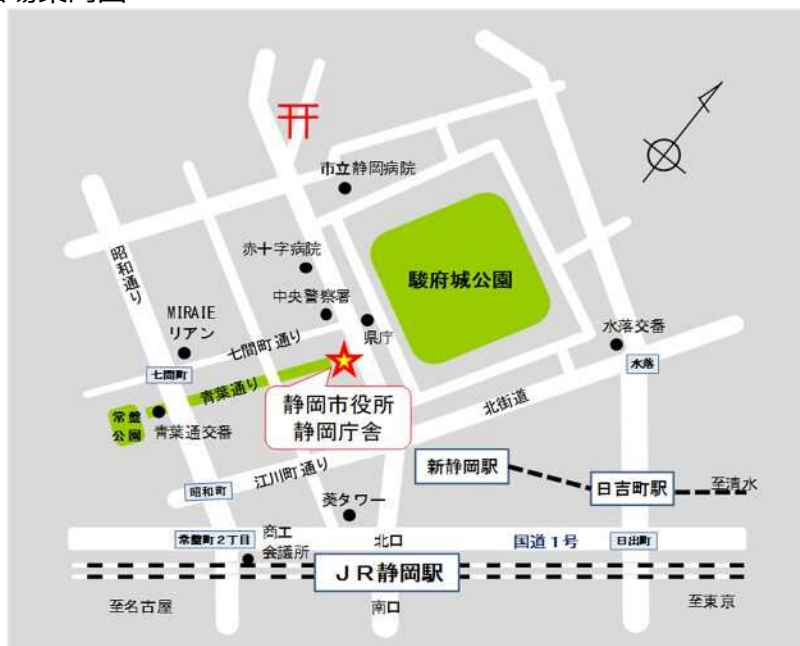 市立静岡病院
昭和通り
赤十字病院
駿府城公園
中央警察署
MIRAIE
リアン
七間町通り
県庁
水落交番
七間町
水落
青葉通り
静岡市役所
静岡庁舎
北街道
常盤
公園
青葉通交番
新静岡駅
江川町通り
昭和町
日吉町駅
至清水
葵タワー
常盤町2丁目
商工
会議所
北口
国道1号
日出町
JR静岡駅
至名古屋
南口
至東京